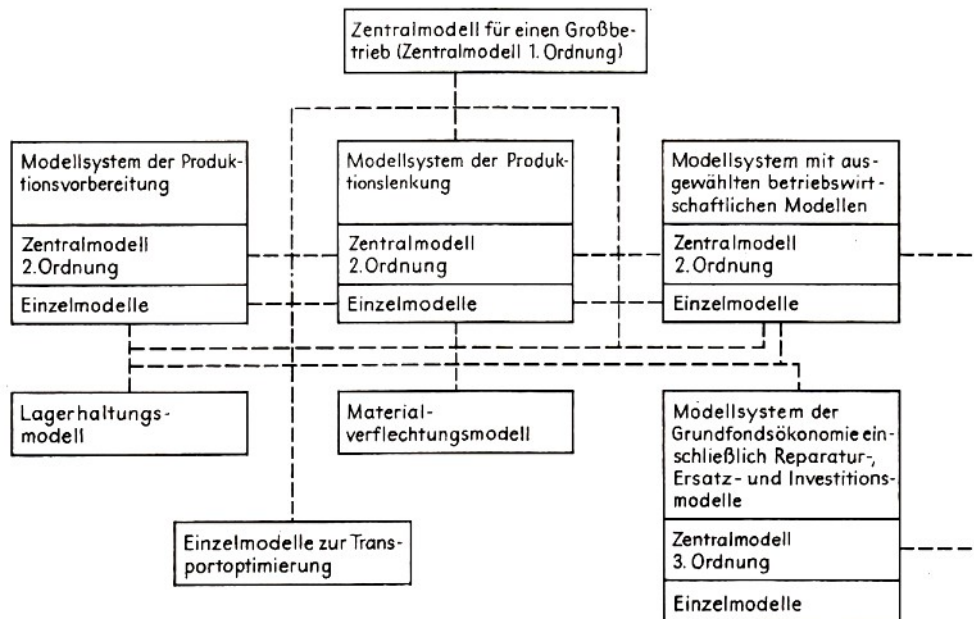 Zentralmodell für einen Großbe-
trieb (Zentralmodell 1. Ordnung)
Modellsystem der Produk-
tionsvorbereitung
Zentralmodell
2. Ordnung
Einzelmodelle
Modellsystem der Produk-
tionslenkung
Zentralmodell
2. Ordnung
Einzelmodelle
Modellsystem mit aus-
gewählten betriebswirt-
schaftlichen Modellen
Zentralmodell
2. Ordnung
Einzelmodelle
Lagerhaltungs-
modell
Material-
verflechtungsmodell
Modellsystem der
Grundfondsökonomie ein-
schließlich Reparatur-,
Ersatz- und Investitions-
modelle
Zentralmodell
3. Ordnung
Einzelmodelle
Einzelmodelle zur Trans-
portoptimierung